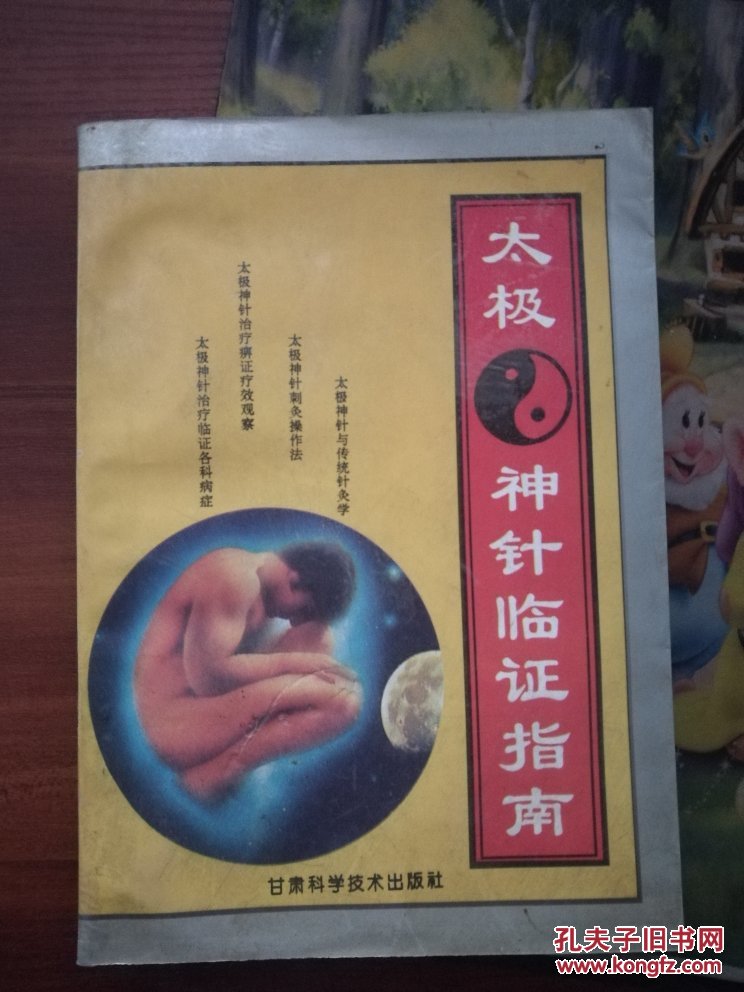 太极神针临证指南
太极神针与传统针灸学
太极神针刺灸操作法
太极神针治疗痹证疗效观察
太极神针治疗临证各科病症
甘肃科学技术出版社
孔夫子旧书网
www.kongfz.com